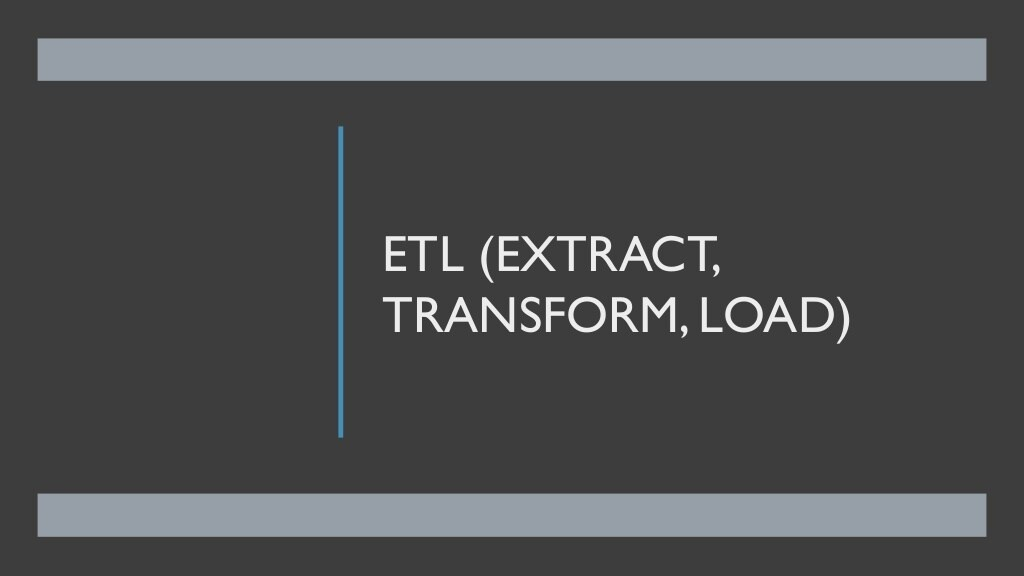 ETL (EXTRACT,
TRANSFORM, LOAD)